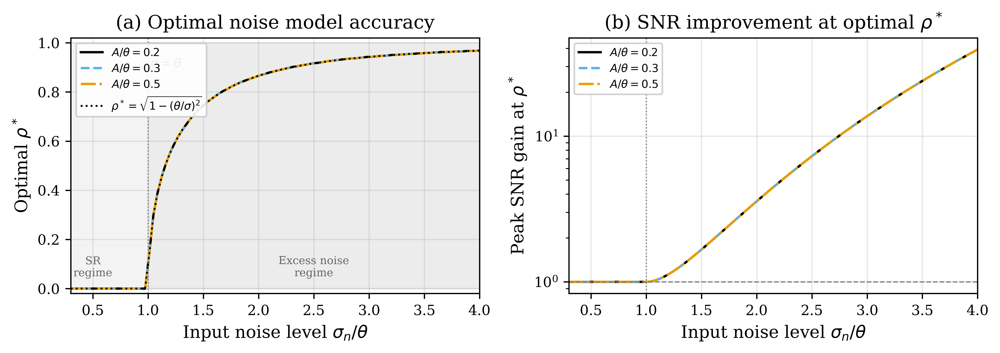 (a) Optimal noise model accuracy
A/θ = 0.2
A/θ = 0.3
A/θ = 0.5
ρ* = √1 − (θ/σ)²
σ = θ
Optimal ρ*
1.0
0.8
0.6
0.4
0.2
0.0
SR
regime
Excess noise
regime
0.5 1.0 1.5 2.0 2.5 3.0 3.5 4.0
Input noise level σₙ/θ
(b) SNR improvement at optimal ρ*
A/θ = 0.2
A/θ = 0.3
A/θ = 0.5
Peak SNR gain at ρ*
10¹
10⁰
0.5 1.0 1.5 2.0 2.5 3.0 3.5 4.0
Input noise level σₙ/θ